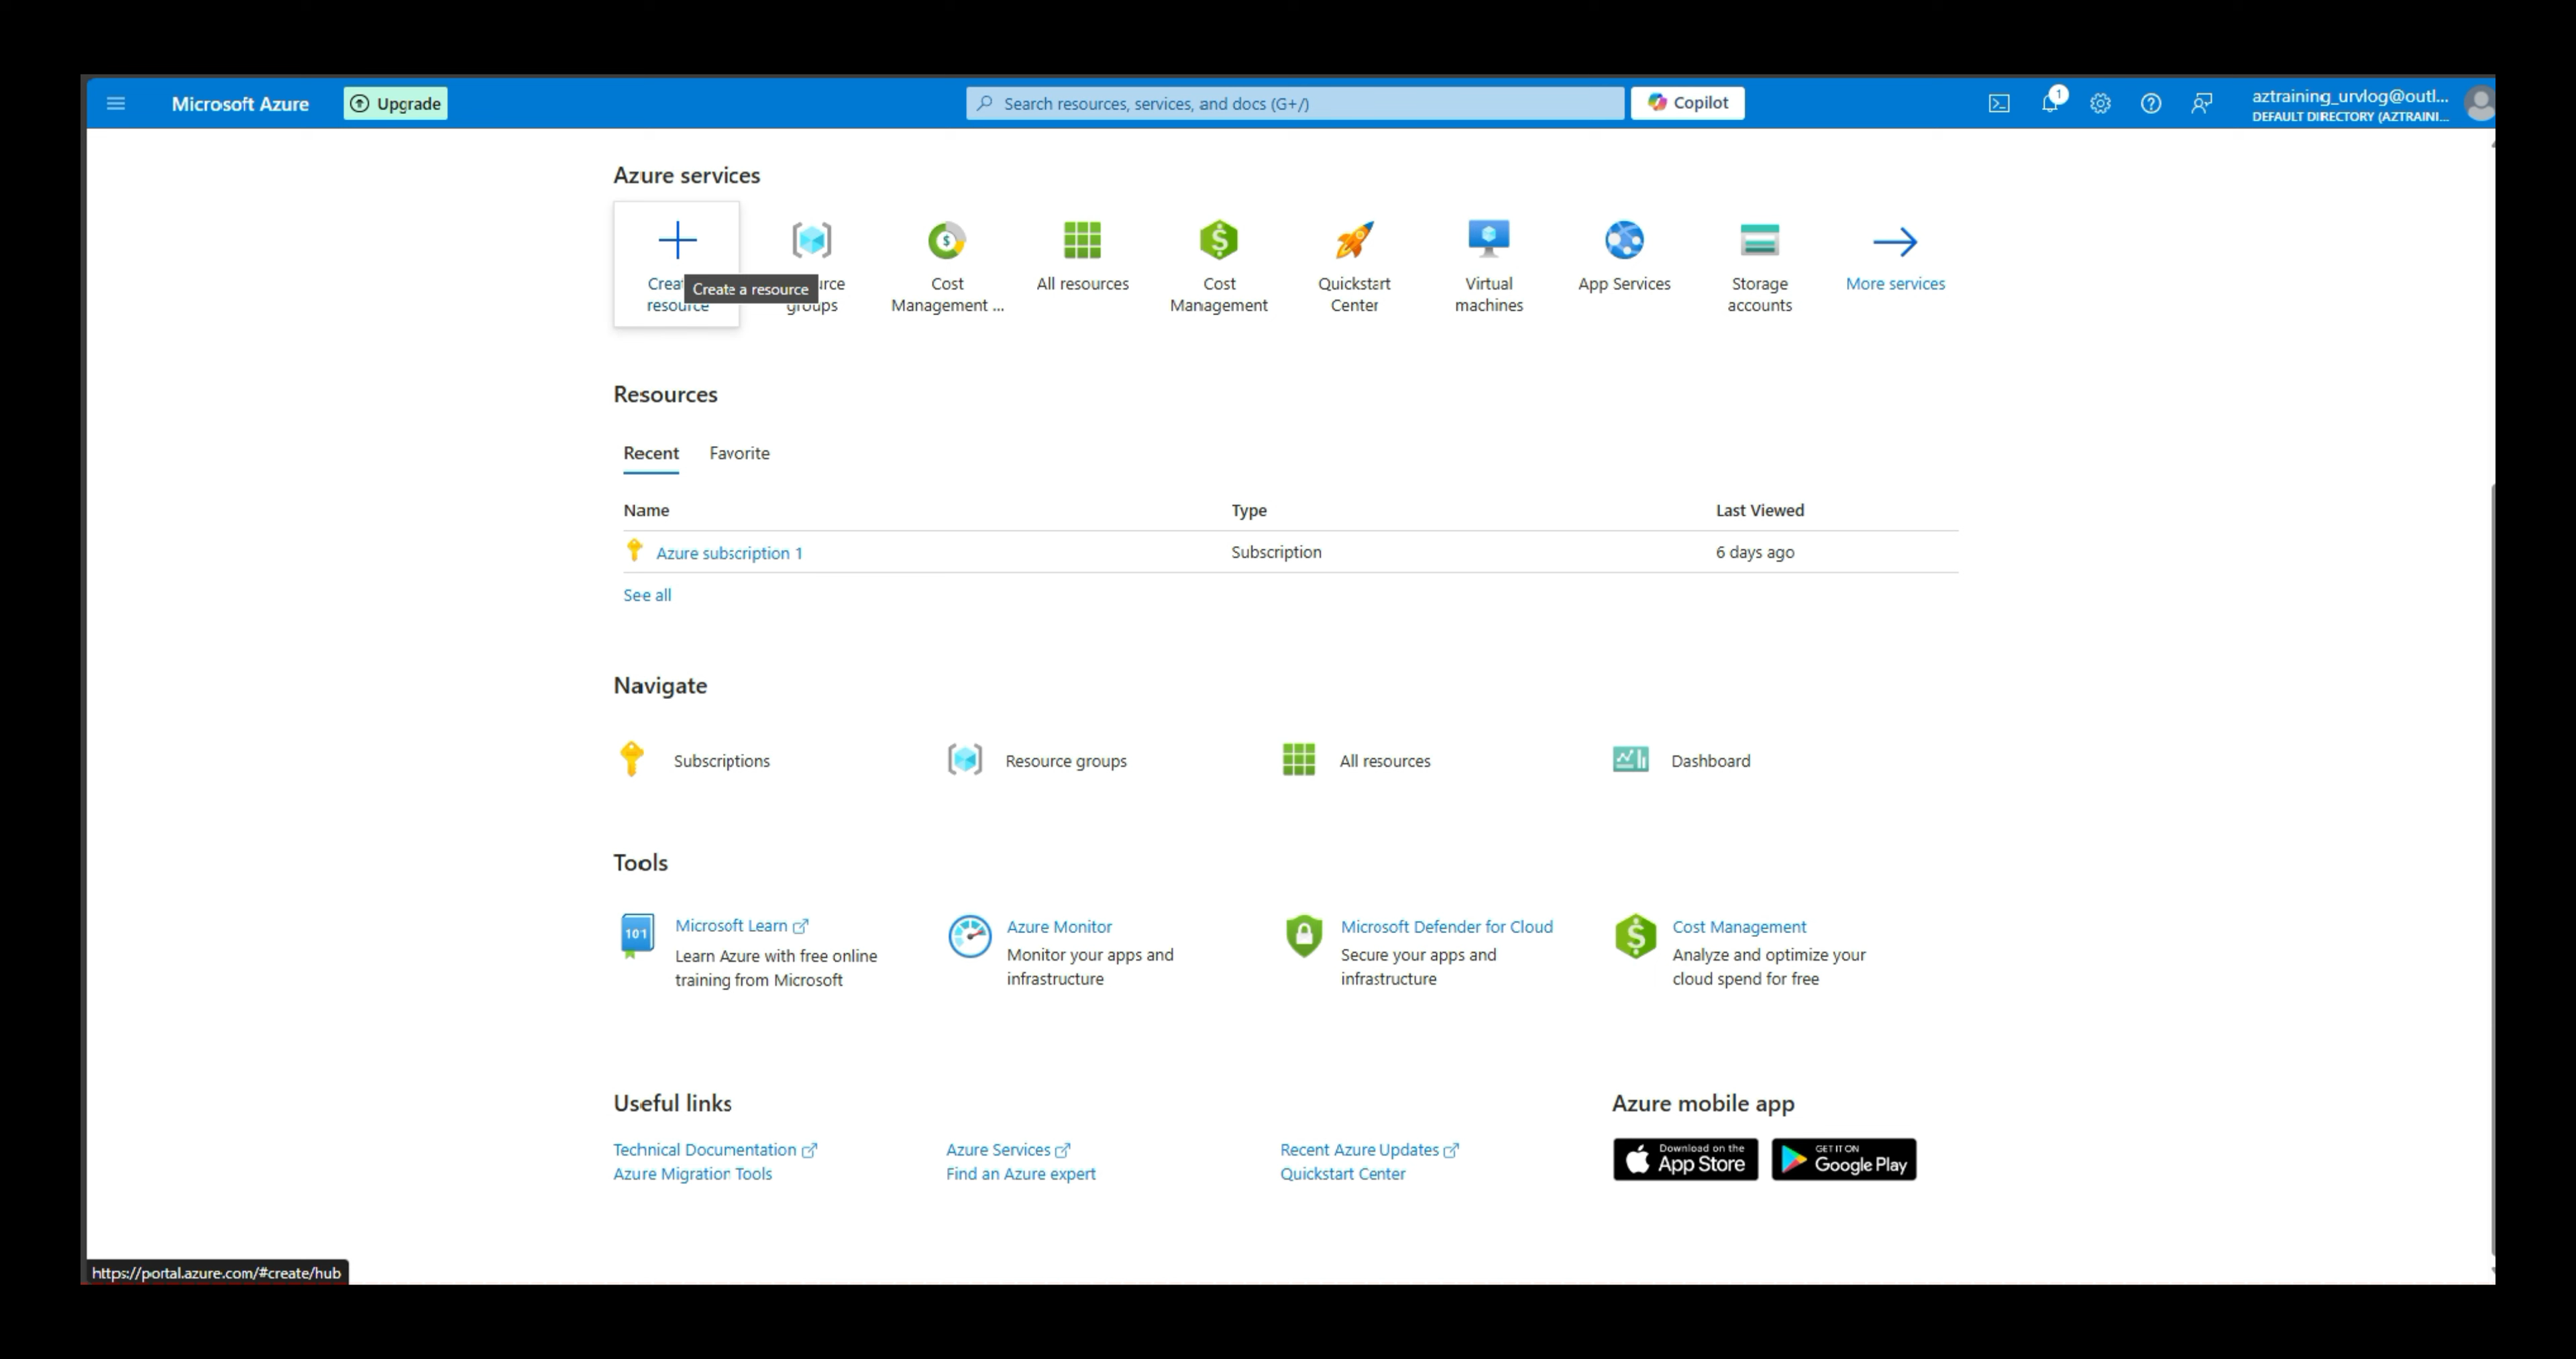 Microsoft Azure
Upgrade
Search resources, services, and docs (G+/)
Copilot
1
aztraining_urvlog@outl...
DEFAULT DIRECTORY (AZTRAINI...
Azure services
resource
Create a resource
groups
Cost
Management ...
All resources
Cost
Management
Quickstart
Center
Virtual
machines
App Services
Storage
accounts
More services
Resources
Recent
Favorite
Name
Type
Last Viewed
Azure subscription 1
Subscription
6 days ago
See all
Navigate
Subscriptions
Resource groups
All resources
Dashboard
Tools
101
Microsoft Learn
Learn Azure with free online
training from Microsoft
Azure Monitor
Monitor your apps and
infrastructure
Microsoft Defender for Cloud
Secure your apps and
infrastructure
Cost Management
Analyze and optimize your
cloud spend for free
Useful links
Technical Documentation
Azure Migration Tools
Azure Services
Find an Azure expert
Recent Azure Updates
Quickstart Center
Azure mobile app
Download on the
App Store
GET IT ON
Google Play
https://portal.azure.com/#create/hub